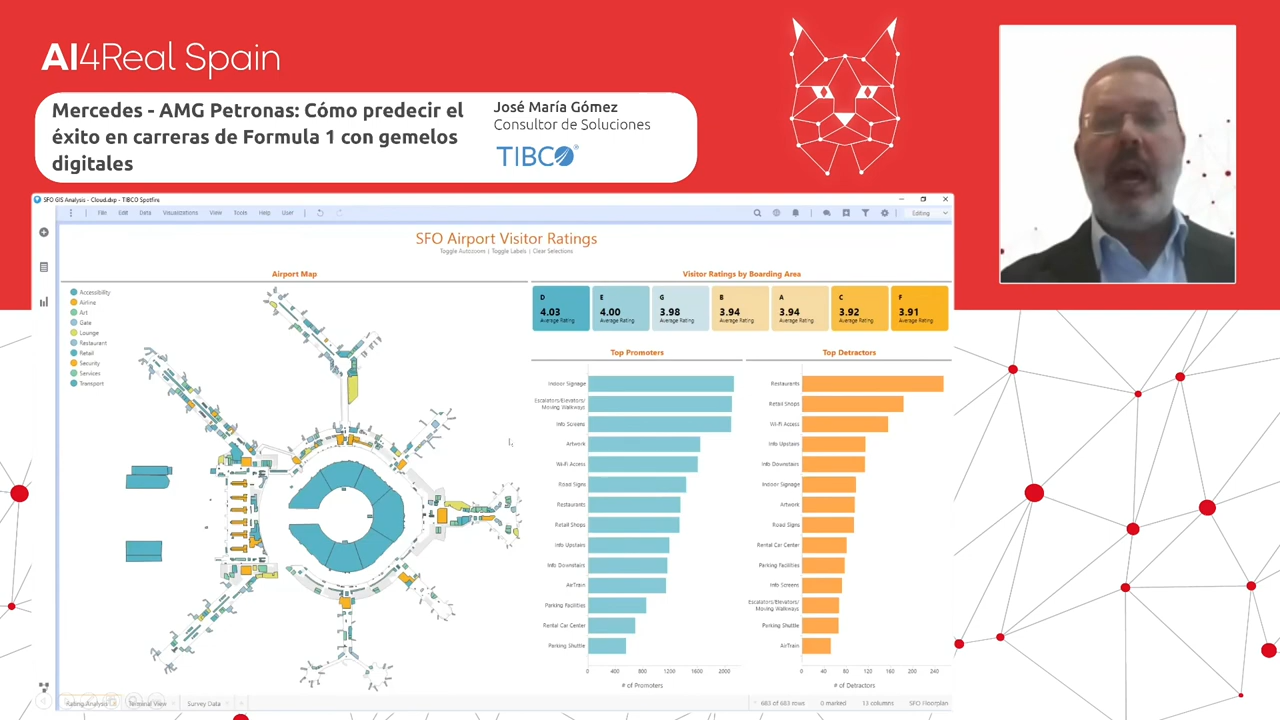 AI4Real Spain
Mercedes - AMG Petronas: Cómo predecir el
éxito en carreras de Formula 1 con gemelos
digitales
José María Gómez
Consultor de Soluciones
TIBCO®
SFO GIS Analysis - Cloud.dxp - TIBCO Spotfire
File Edit Data Visualizations View Tools Help User
Editing
SFO Airport Visitor Ratings
Toggle Autozoom | Toggle Labels | Clear Selections
Airport Map
Accessibility
Airline
Art
Gate
Lounge
Restaurant
Retail
Security
Services
Transport
Visitor Ratings by Boarding Area
D E G B A C F
4.03 4.00 3.98 3.94 3.94 3.92 3.91
Average Rating Average Rating Average Rating Average Rating Average Rating Average Rating Average Rating
Top Promoters
Indoor Signage
Escalators/Elevators/
Moving Walkways
Info Screens
Artwork
Wi-Fi Access
Road Signs
Restaurants
Retail Shops
Info Upstairs
Info Downstairs
AirTrain
Parking Facilities
Rental Car Center
Parking Shuttle
0 400 800 1200 1600 2000
# of Promoters
Top Detractors
Restaurants
Retail Shops
Wi-Fi Access
Info Upstairs
Info Downstairs
Indoor Signage
Artwork
Road Signs
Rental Car Center
Parking Facilities
Info Screens
Escalators/Elevators/
Moving Walkways
Parking Shuttle
AirTrain
0 40 80 120 160 200 240
# of Detractors
Rating Analysis Terminal View Survey Data
683 of 683 rows 0 marked 13 columns SFO Floorplan